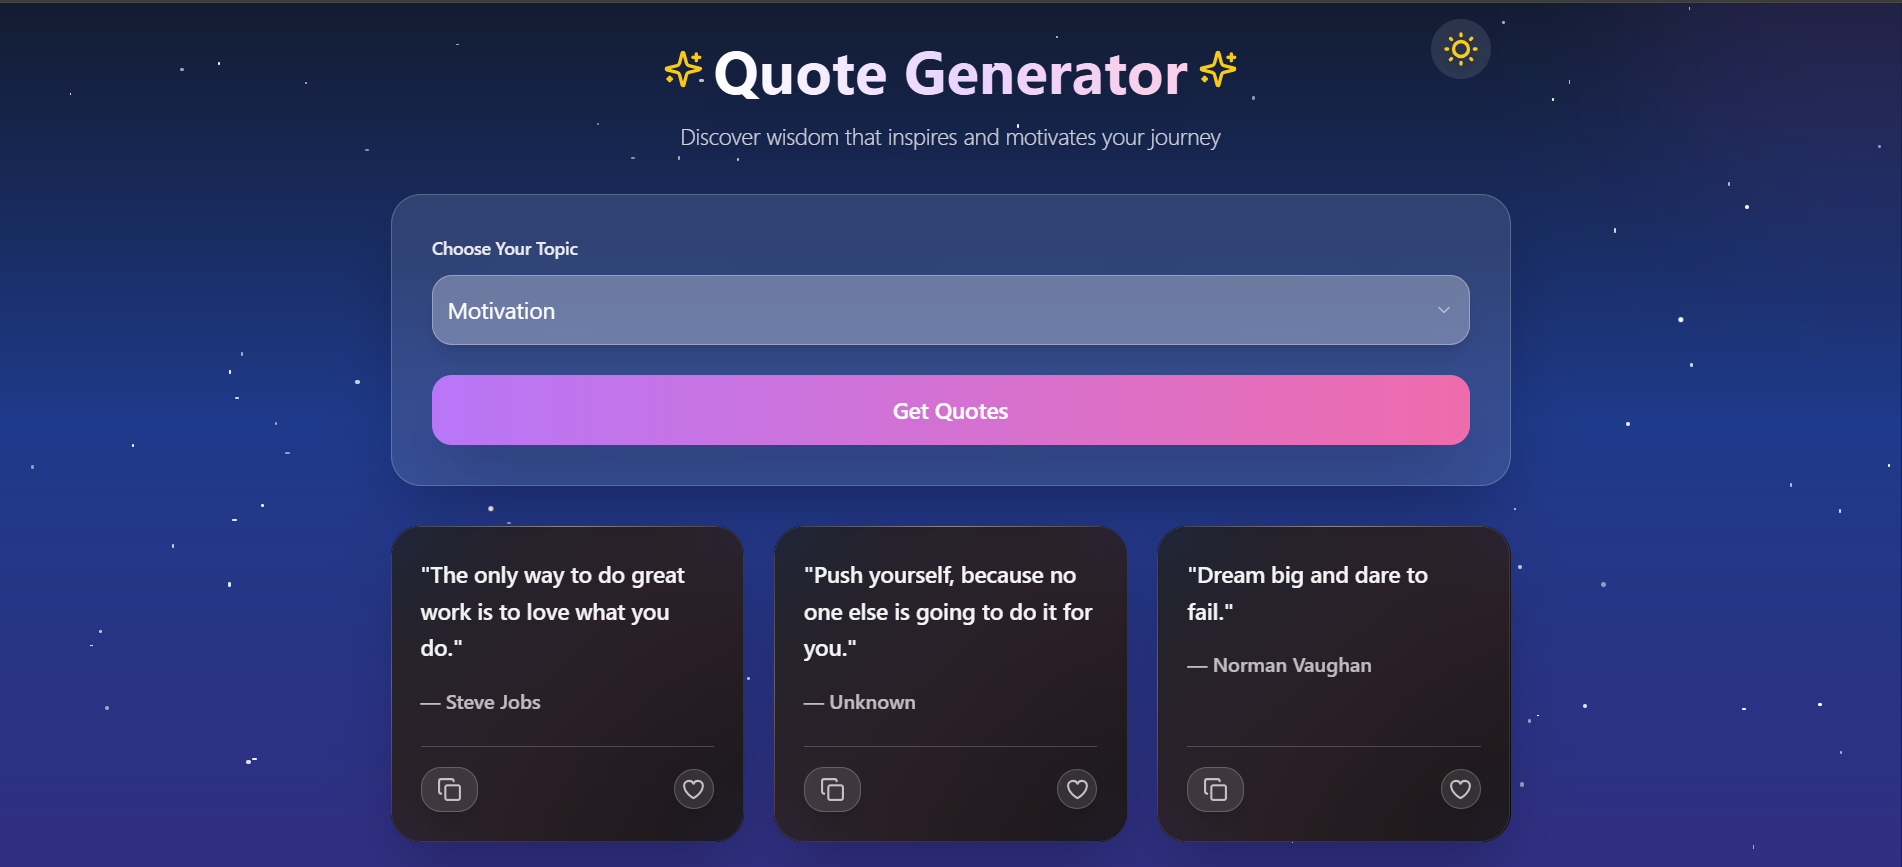 Quote Generator
Discover wisdom that inspires and motivates your journey
Choose Your Topic
Motivation
Get Quotes
"The only way to do great
work is to love what you
do."
— Steve Jobs
"Push yourself, because no
one else is going to do it for
you."
— Unknown
"Dream big and dare to
fail."
— Norman Vaughan